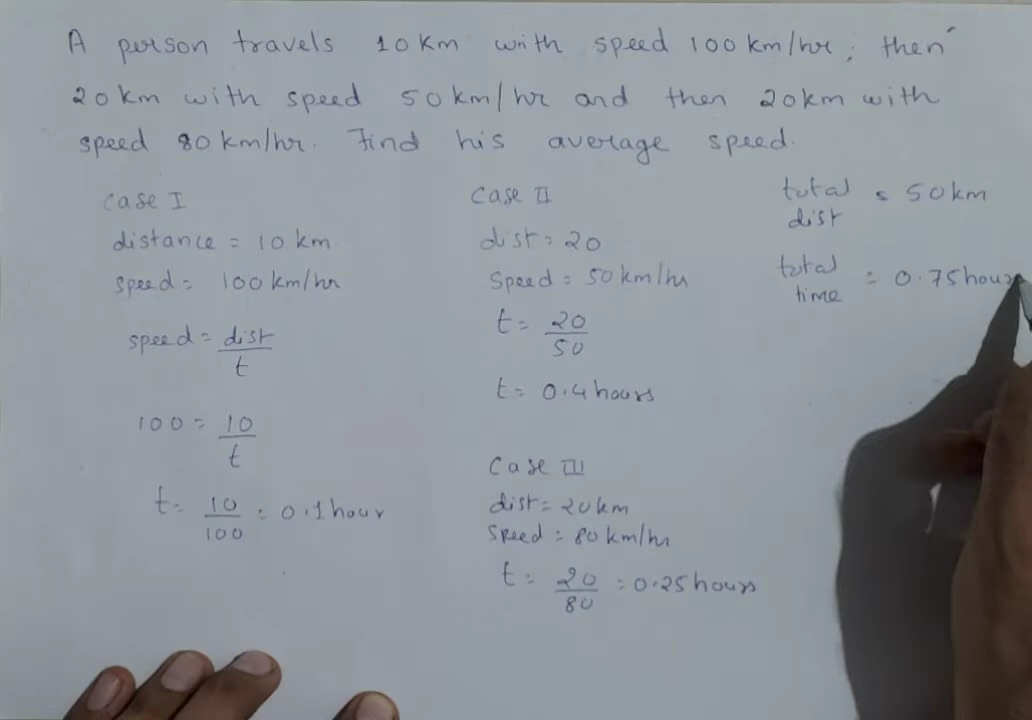 A person travels 10 km with speed 100 km/hr, then
20 km with speed 50 km/hr and then 20 km with
speed 80 km/hr. Find his average speed.
case I
distance = 10 km
speed = 100 km/hr
speed = dist
t
100 = 10
t
t = 10 = 0.1 hour
100
case II
dist = 20
speed = 50 km/hr
t = 20
50
t = 0.4 hours
case III
dist = 20 km
speed = 80 km/hr
t = 20 = 0.25 hours
80
total = 50 km
dist
total = 0.75 hours
time